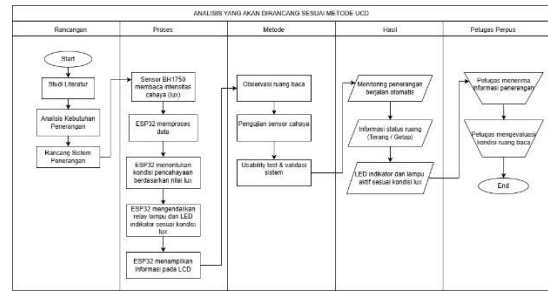 ANALISIS YANG AKAN DIRANCANG SESUAI METODE UCD
Rancangan
Proses
Metode
Hasil
Petugas Perpus
Start
Studi Literatur
Analisis Kebutuhan
Penerangan
Rancang Sistem
Penerangan
Sensor BH1750
membaca intensitas
cahaya (lux)
ESP32 memproses
data
ESP32 menentukan
kondisi pencahayaan
berdasarkan nilai lux
ESP32 mengendalikan
relay lampu dan LED
indikator sesuai kondisi
lux
ESP32 menampilkan
informasi pada LCD
Observasi ruang baca
Pengujian sensor cahaya
Usability test & validasi
sistem
Monitoring penerangan
berjalan otomatis
Informasi status ruang
(Terang / Gelap)
LED indikator dan lampu
aktif sesuai kondisi lux
Petugas menerima
informasi penerangan
Petugas mengevaluasi
kondisi ruang baca
End